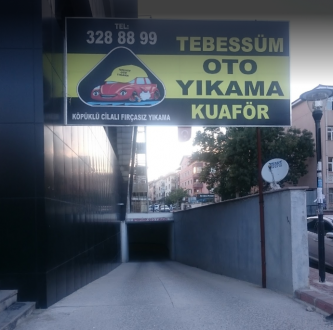 TEL:
328 88 99
KÖPÜKLÜ CİLALI FIRÇASIZ YIKAMA
TEBESSÜM
OTO
YIKAMA
KUAFÖR